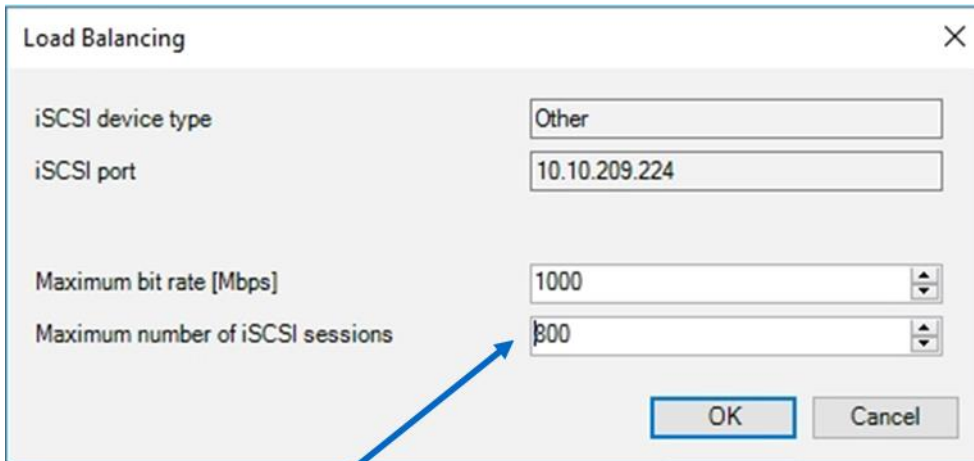 Load Balancing
iSCSI device type Other
iSCSI port 10.10.209.224
Maximum bit rate [Mbps] 1000
Maximum number of iSCSI sessions 800
OK Cancel